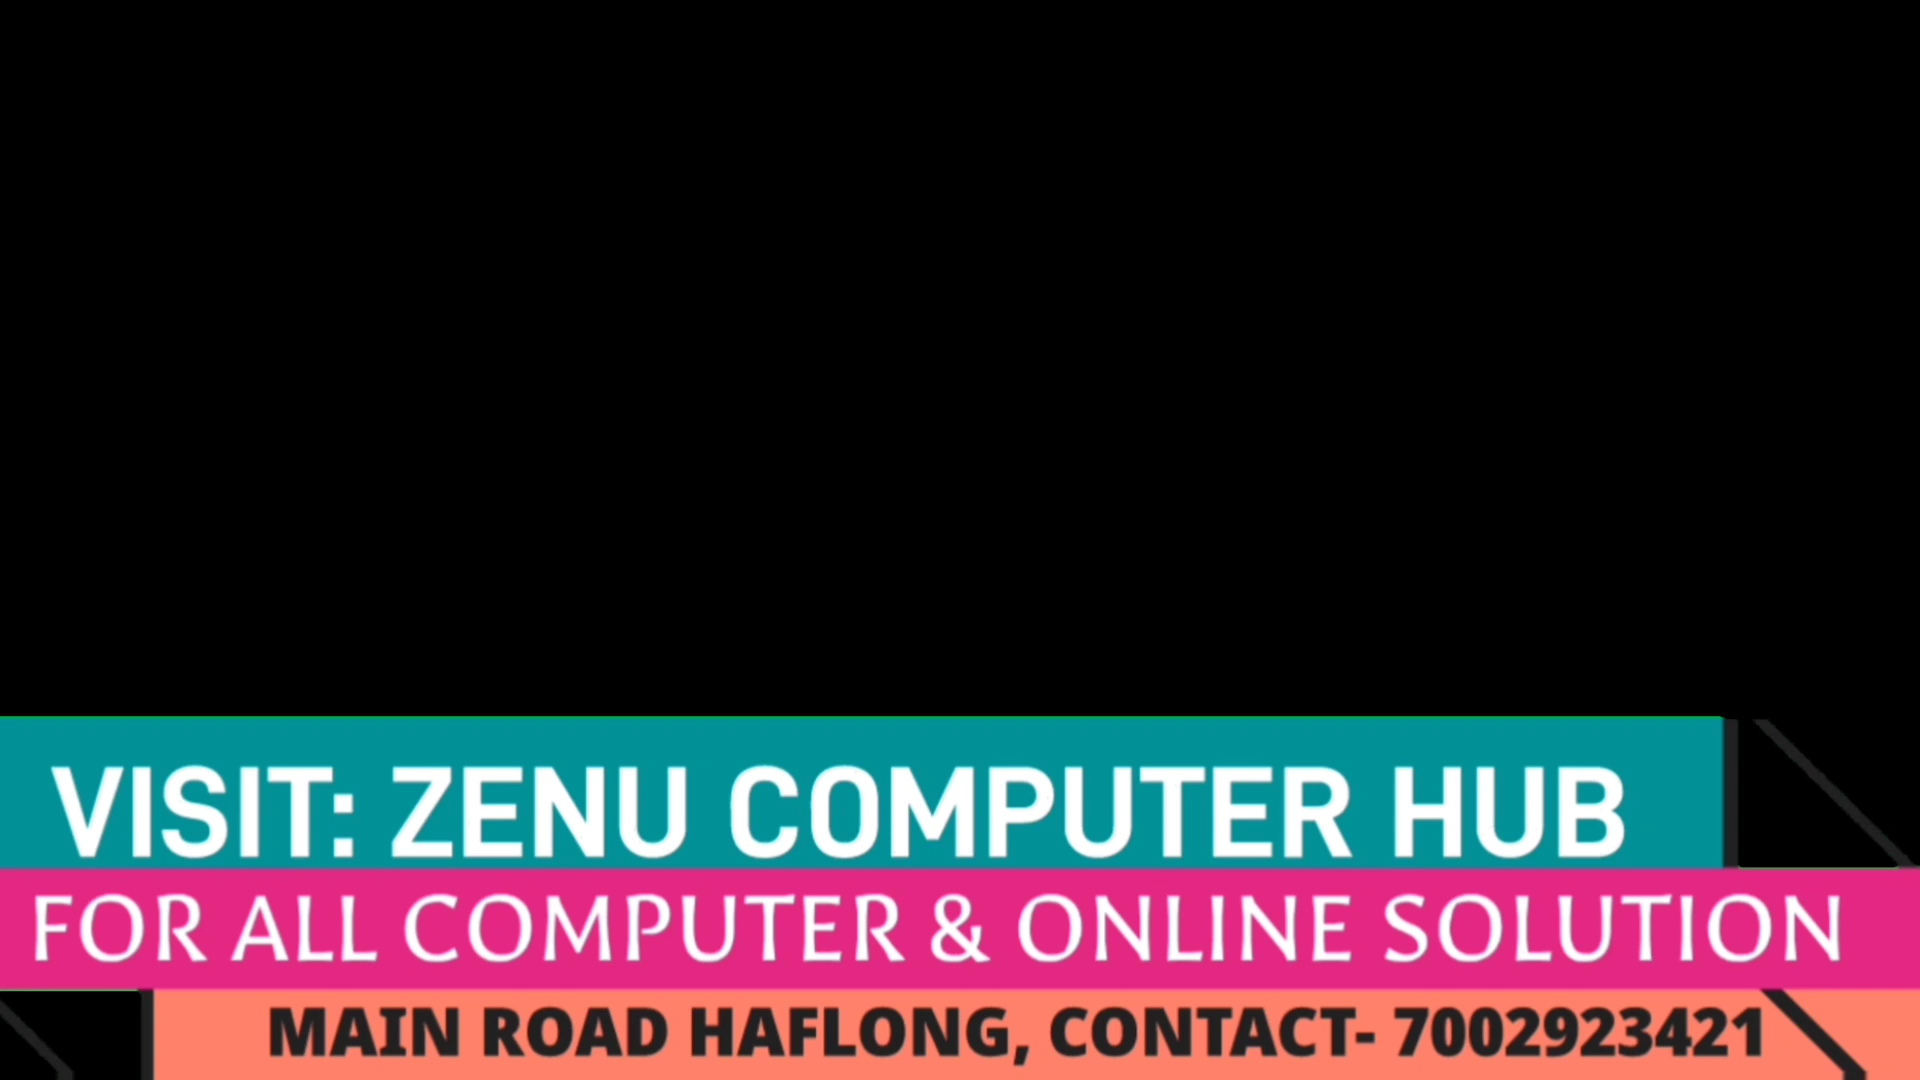 VISIT: ZENU COMPUTER HUB
FOR ALL COMPUTER & ONLINE SOLUTION
MAIN ROAD HAFLONG, CONTACT- 7002923421